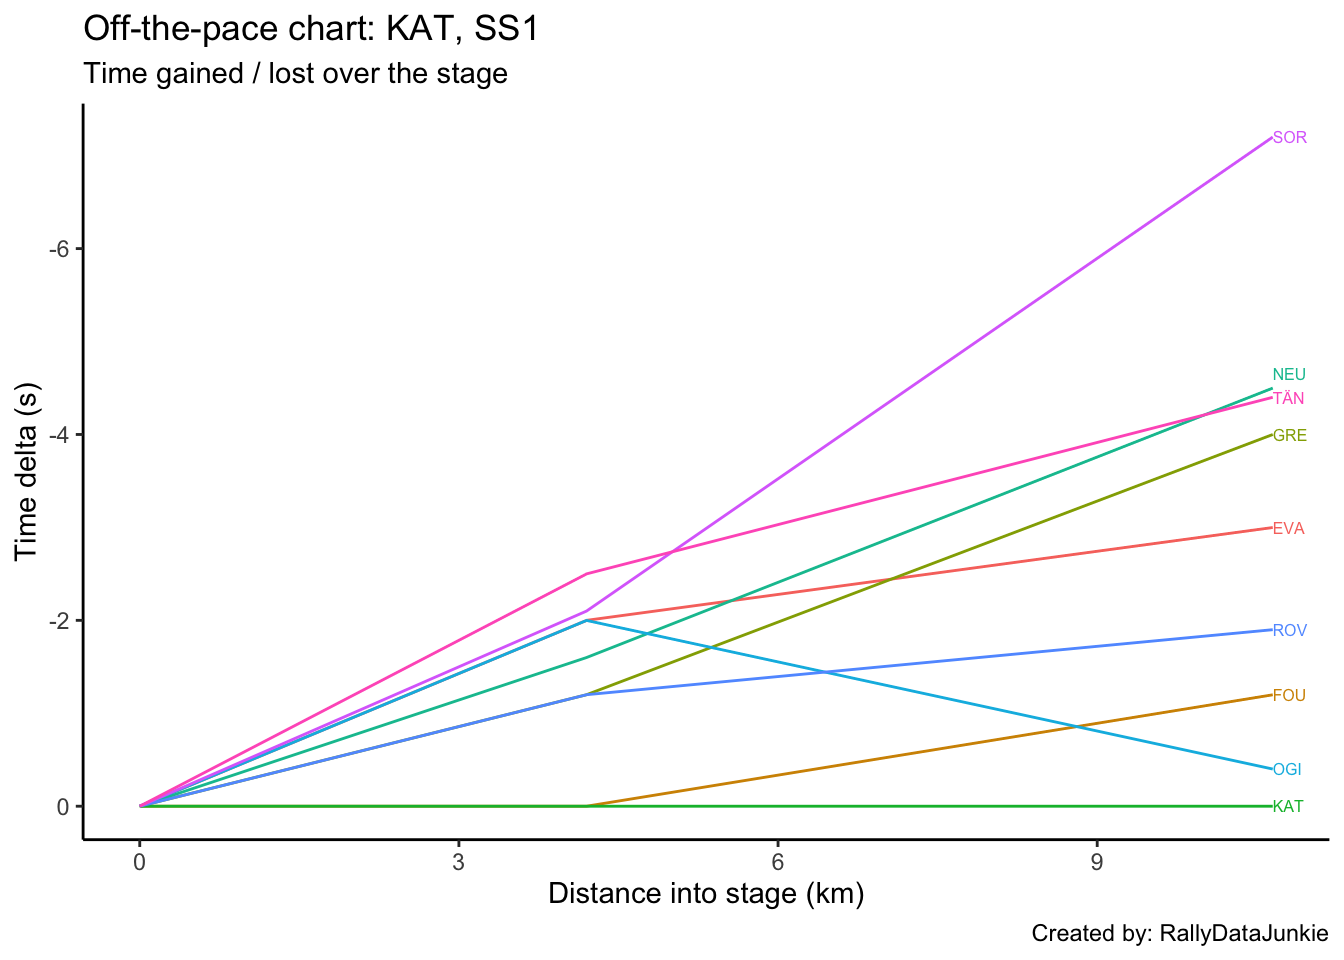 Off-the-pace chart: KAT, SS1
Time gained / lost over the stage
SOR
-6
NEU
TÄN
-4
GRE
EVA
-2
ROV
FOU
OGI
0
KAT
Time delta (s)
0 3 6 9
Distance into stage (km)
Created by: RallyDataJunkie